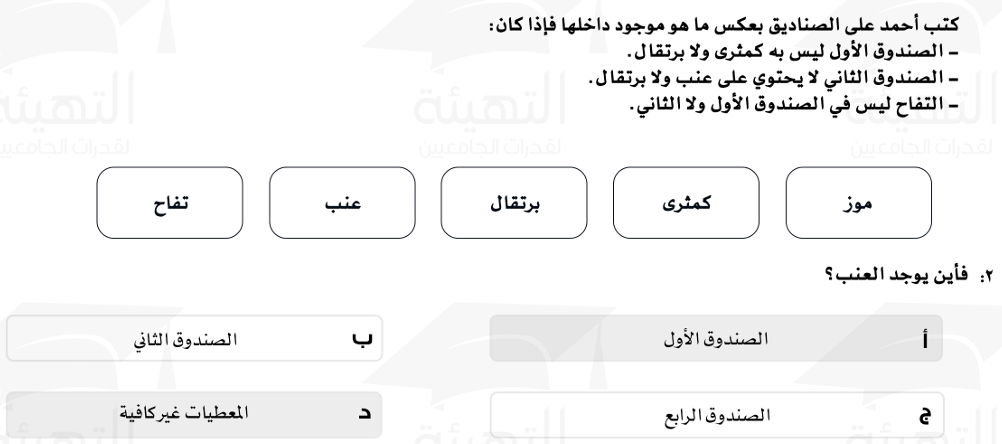 كتب أحمد على الصناديق بعكس ما هو موجود داخلها فإذا كان:
- الصندوق الأول ليس به كمثرى ولا برتقال.
- الصندوق الثاني لا يحتوي على عنب ولا برتقال.
- التفاح ليس في الصندوق الأول ولا الثاني.
موز كمثرى برتقال عنب تفاح
٢: فأين يوجد العنب؟
أ الصندوق الأول ب الصندوق الثاني
ج الصندوق الرابع د المعطيات غير كافية
التهيئة
لقدرات الجامعيين